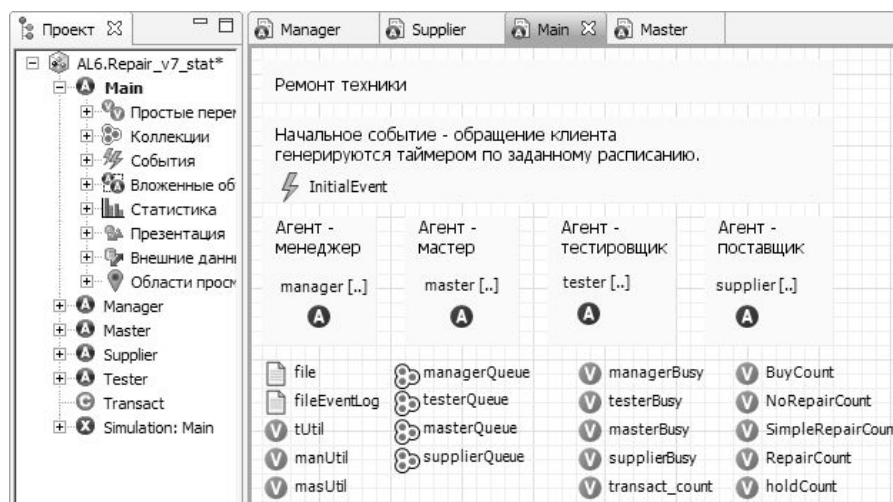 Проект
AL6.Repair_v7_stat*
Main
Простые перем
Коллекции
События
Вложенные об
Статистика
Презентация
Внешние данн
Области просм
Manager
Master
Supplier
Tester
Transact
Simulation: Main
Manager Supplier Main Master
Ремонт техники
Начальное событие - обращение клиента
генерируются таймером по заданному расписанию.
InitialEvent
Агент -
менеджер
manager [..]
Агент -
мастер
master [..]
Агент -
тестировщик
tester [..]
Агент -
поставщик
supplier [..]
file
fileEventLog
tUtil
manUtil
masUtil
managerQueue
testerQueue
masterQueue
supplierQueue
managerBusy
testerBusy
masterBusy
supplierBusy
transact_count
BuyCount
NoRepairCount
SimpleRepairCoun
RepairCount
holdCount